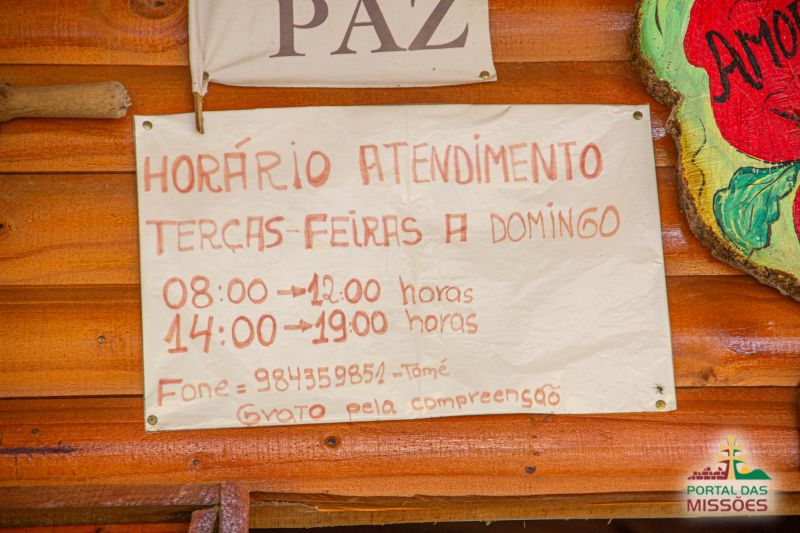 PAZ
AMOR
HORÁRIO ATENDIMENTO
TERÇAS-FEIRAS A DOMINGO
08:00 → 12:00 horas
14:00 → 19:00 horas
Fone = 984359851 - Tomé
Grato pela compreensão
PORTAL DAS
MISSÕES